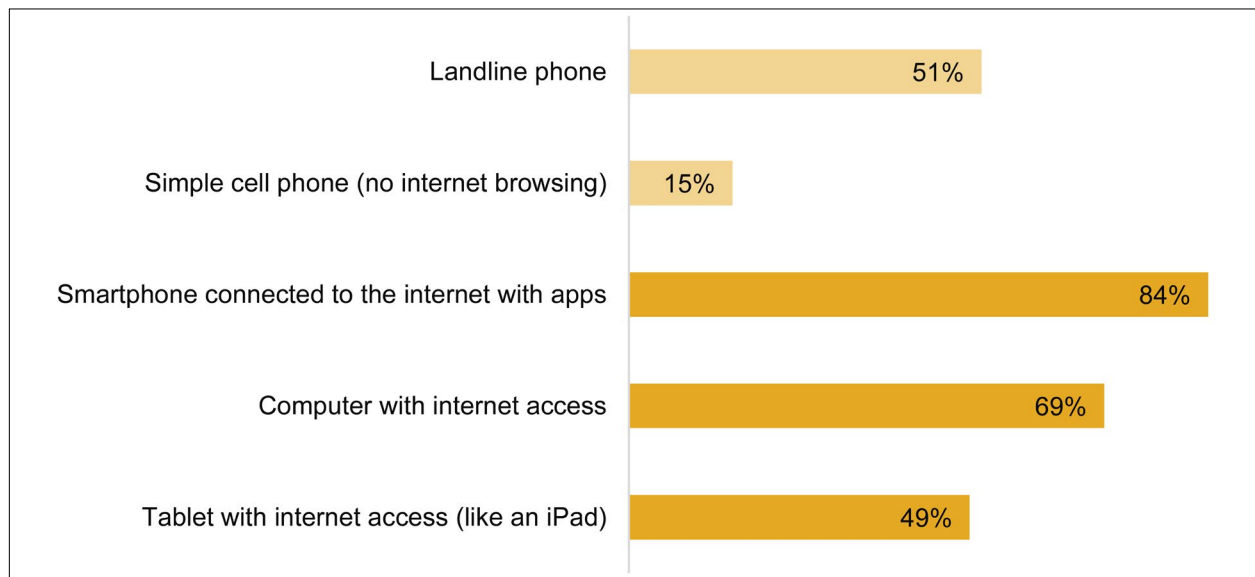 Landline phone 51%
Simple cell phone (no internet browsing) 15%
Smartphone connected to the internet with apps 84%
Computer with internet access 69%
Tablet with internet access (like an iPad) 49%